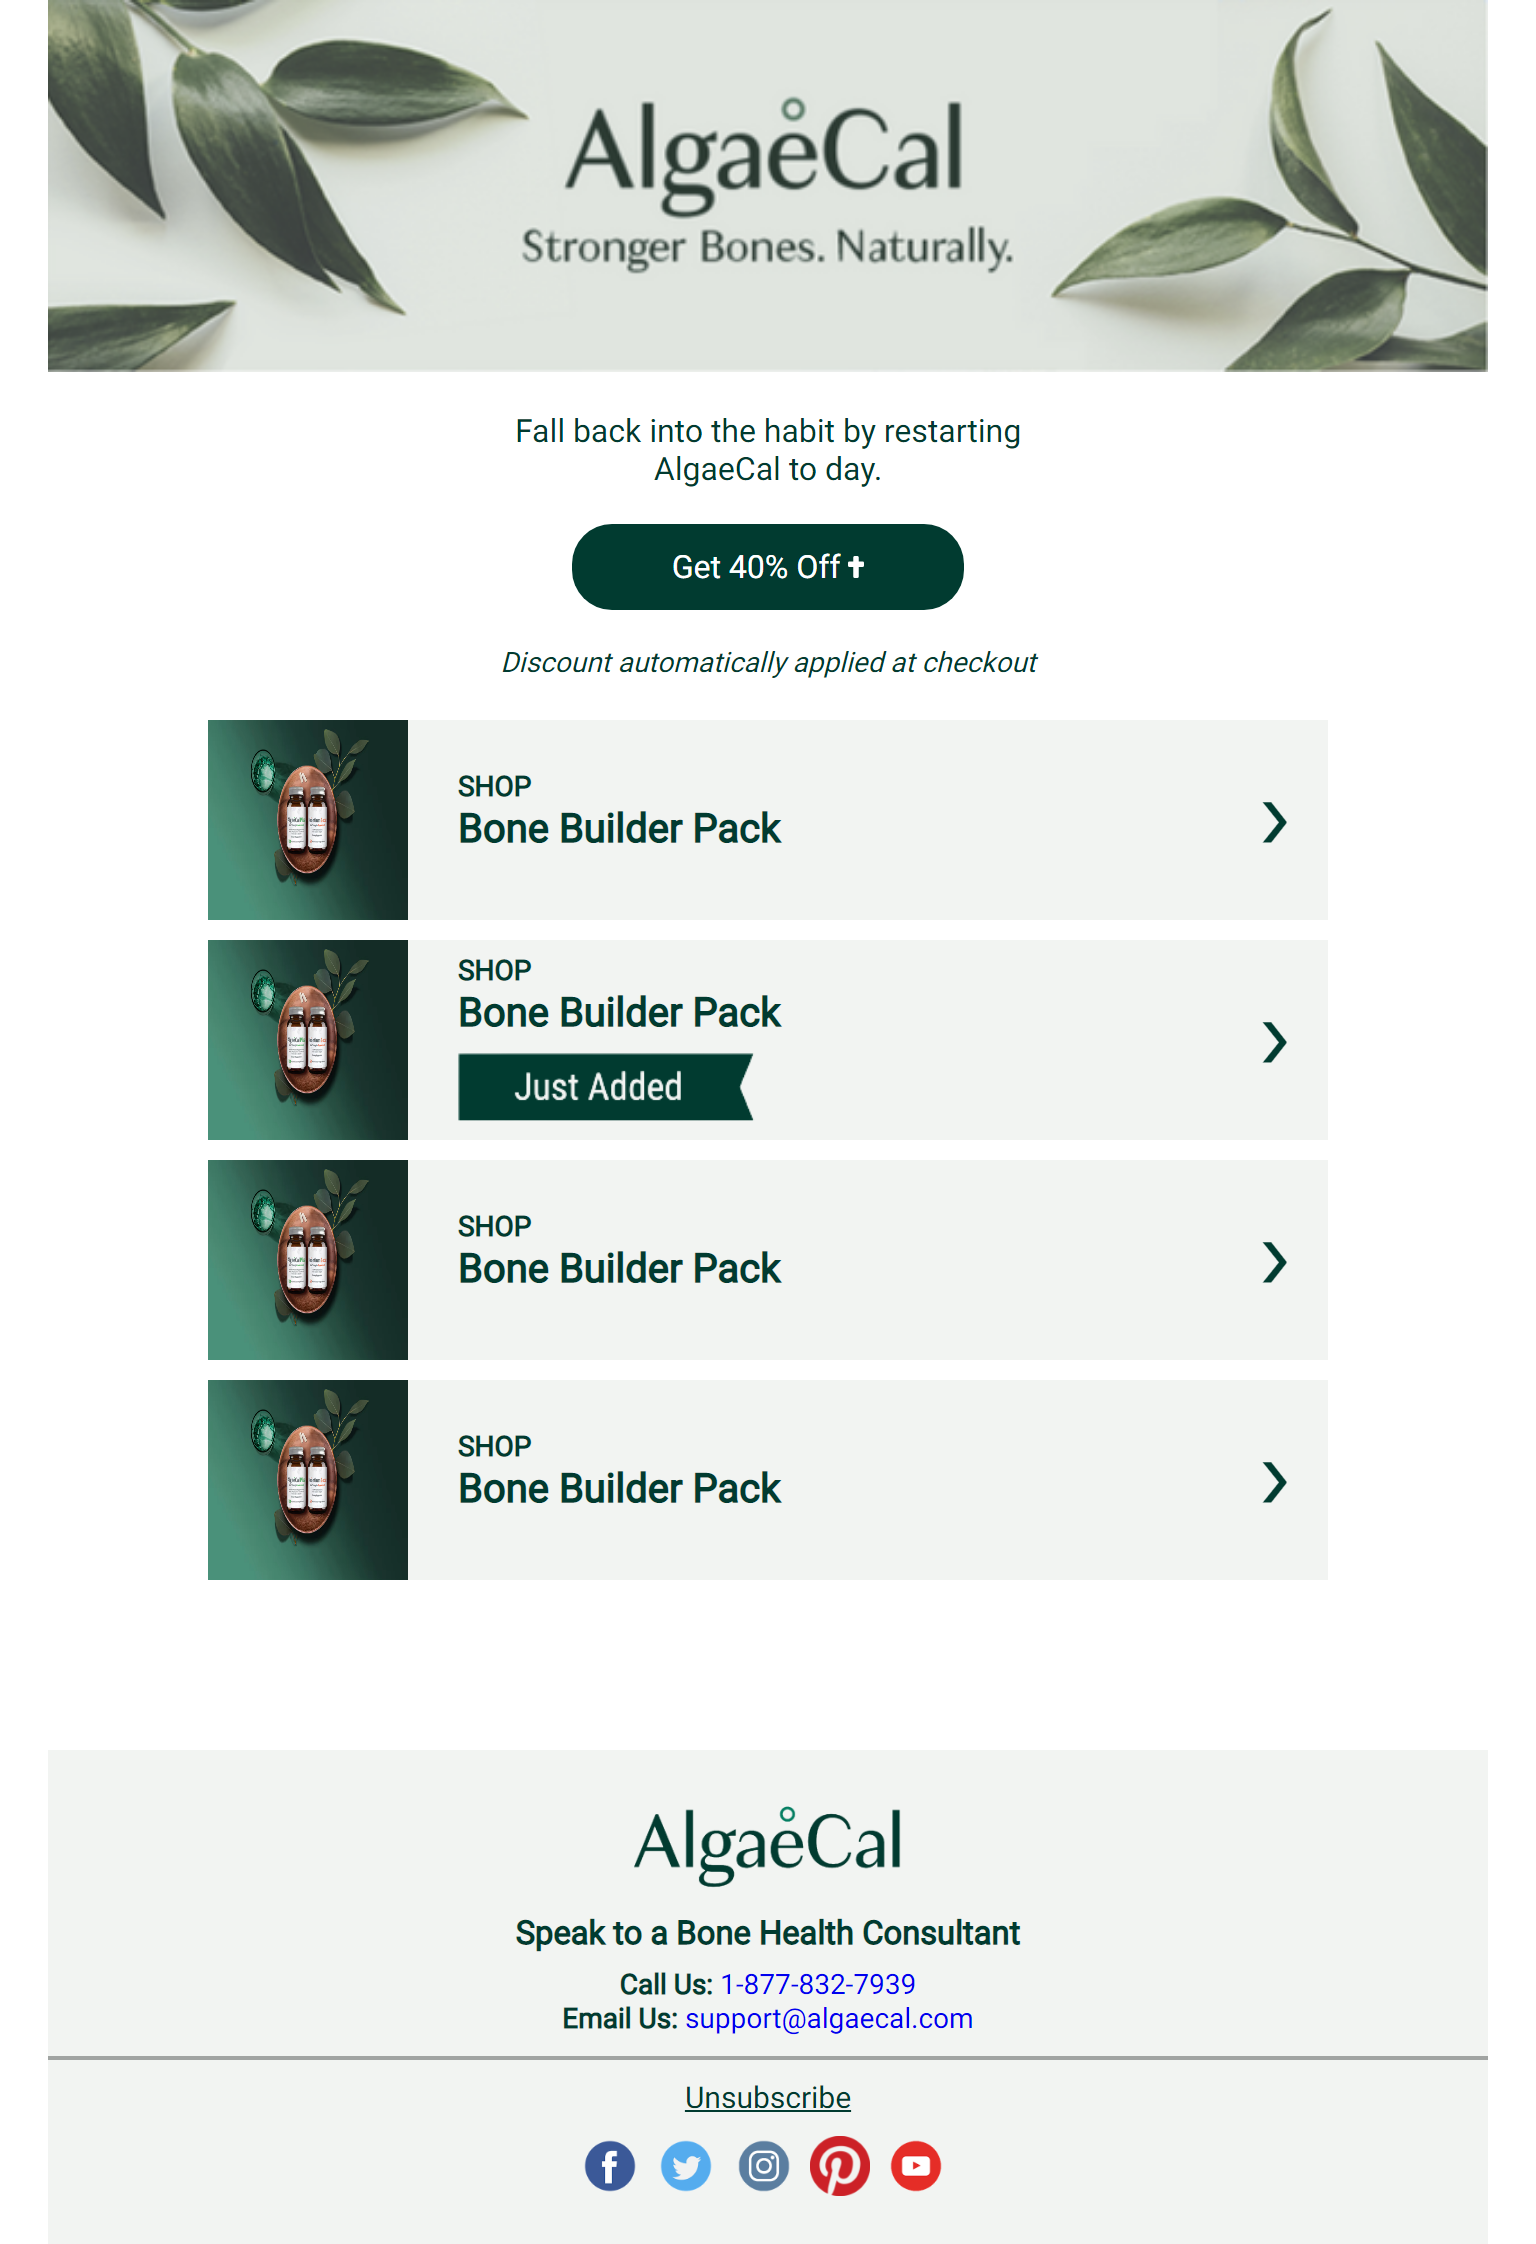 AlgaeCal
Stronger Bones. Naturally.
Fall back into the habit by restarting
AlgaeCal to day.
Get 40% Off ✝
Discount automatically applied at checkout
SHOP
Bone Builder Pack
SHOP
Bone Builder Pack
Just Added
SHOP
Bone Builder Pack
SHOP
Bone Builder Pack
AlgaeCal
Speak to a Bone Health Consultant
Call Us: 1-877-832-7939
Email Us: support@algaecal.com
Unsubscribe